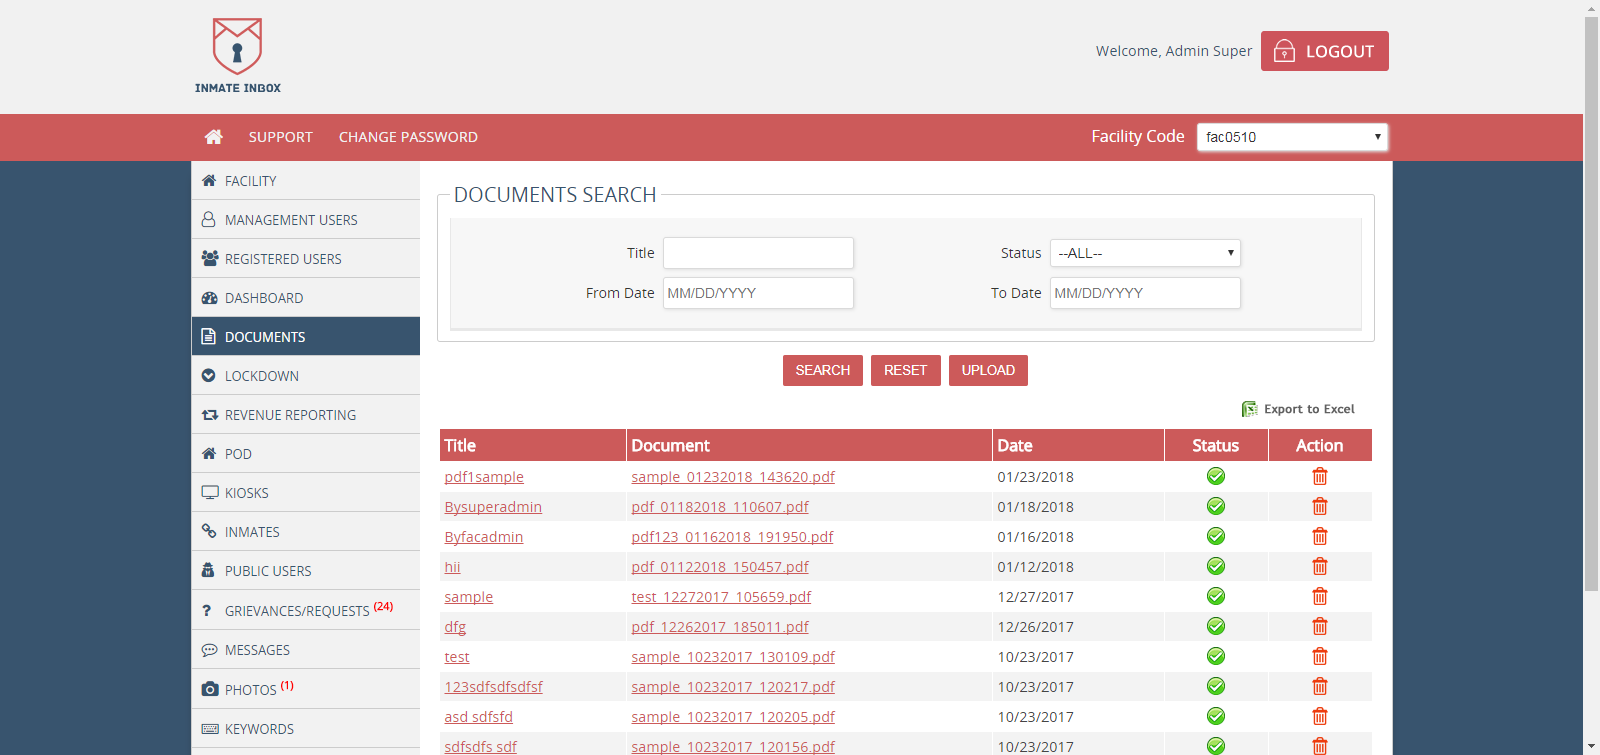 INMATE INBOX
Welcome, Admin Super
LOGOUT
SUPPORT
CHANGE PASSWORD
Facility Code
fac0510
FACILITY
MANAGEMENT USERS
REGISTERED USERS
DASHBOARD
DOCUMENTS
LOCKDOWN
REVENUE REPORTING
POD
KIOSKS
INMATES
PUBLIC USERS
GRIEVANCES/REQUESTS (24)
MESSAGES
PHOTOS (1)
KEYWORDS
DOCUMENTS SEARCH
Title
Status --ALL--
From Date MM/DD/YYYY
To Date MM/DD/YYYY
SEARCH
RESET
UPLOAD
Export to Excel
Title Document Date Status Action
pdf1sample sample_01232018_143620.pdf 01/23/2018
Bysuperadmin pdf_01182018_110607.pdf 01/18/2018
Byfacadmin pdf123_01162018_191950.pdf 01/16/2018
hii pdf_01122018_150457.pdf 01/12/2018
sample test_12272017_105659.pdf 12/27/2017
dfg pdf_12262017_185011.pdf 12/26/2017
test sample_10232017_130109.pdf 10/23/2017
123sdfsdfsdfsf sample_10232017_120217.pdf 10/23/2017
asd sdfsfd sample_10232017_120205.pdf 10/23/2017
sdfsdfs sdf sample_10232017_120156.pdf 10/23/2017